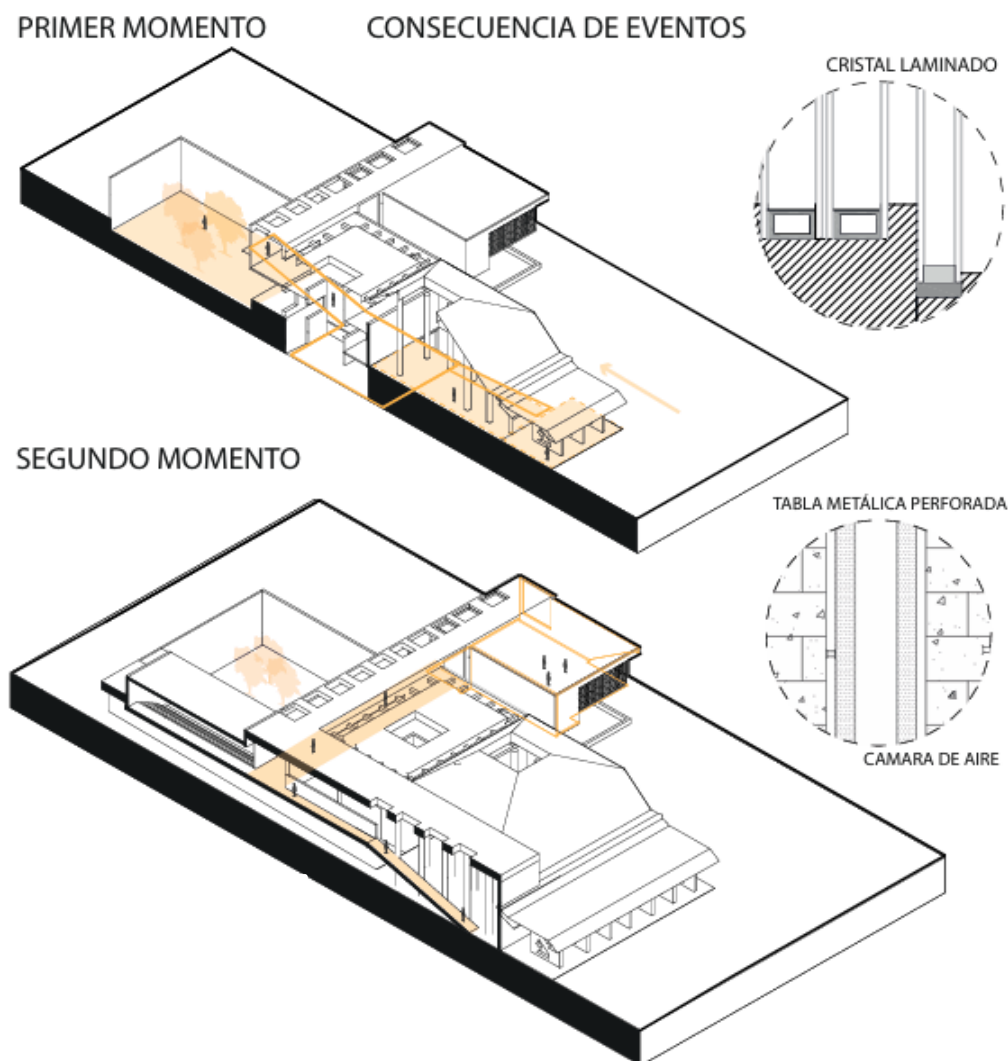 PRIMER MOMENTO
CONSECUENCIA DE EVENTOS
CRISTAL LAMINADO
SEGUNDO MOMENTO
TABLA METÁLICA PERFORADA
CAMARA DE AIRE